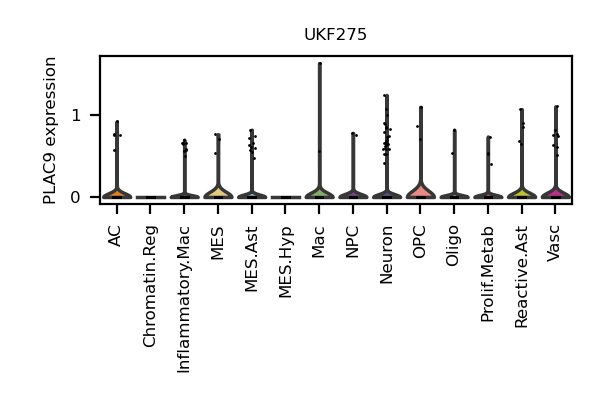 UKF275
PLAC9 expression
1
0
AC
Chromatin.Reg
Inflammatory.Mac
MES
MES.Ast
MES.Hyp
Mac
NPC
Neuron
OPC
Oligo
Prolif.Metab
Reactive.Ast
Vasc